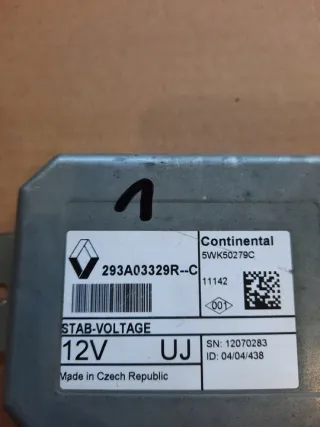 1
293A03329R--C
Continental
5WK50279C
11142
001
STAB-VOLTAGE
12V UJ
SN: 12070283
ID: 04/04/438
Made in Czech Republic